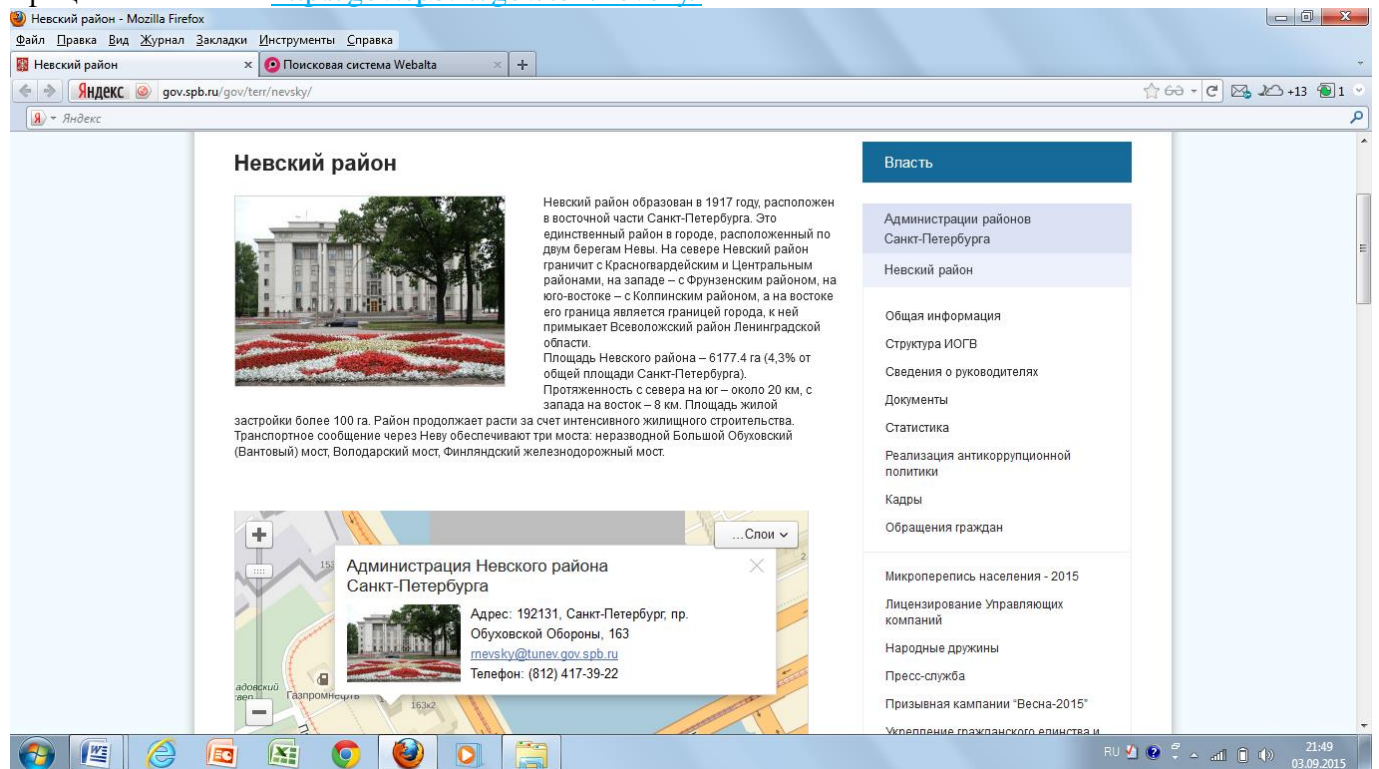 Невский район - Mozilla Firefox
Файл Правка Вид Журнал Закладки Инструменты Справка
Невский район
Поисковая система Webalta
Яндекс gov.spb.ru/gov/terr/nevsky/
+13 1
Яндекс
Невский район
Невский район образован в 1917 году, расположен
в восточной части Санкт-Петербурга. Это
единственный район в городе, расположенный по
двум берегам Невы. На севере Невский район
граничит с Красногвардейским и Центральным
районами, на западе – с Фрунзенским районом, на
юго-востоке – с Колпинским районом, а на востоке
его граница является границей города, к ней
примыкает Всеволожский район Ленинградской
области.
Площадь Невского района – 6177.4 га (4,3% от
общей площади Санкт-Петербурга).
Протяженность с севера на юг – около 20 км, с
запада на восток – 8 км. Площадь жилой
застройки более 100 га. Район продолжает расти за счет интенсивного жилищного строительства.
Транспортное сообщение через Неву обеспечивают три моста: неразводной Большой Обуховский
(Вантовый) мост, Володарский мост, Финляндский железнодорожный мост.
…Слои
Администрация Невского района
Санкт-Петербурга
Адрес: 192131, Санкт-Петербург, пр.
Обуховской Обороны, 163
rnevsky@tunev.gov.spb.ru
Телефон: (812) 417-39-22
Газпромнефть
163к2
2
Власть
Администрации районов
Санкт-Петербурга
Невский район
Общая информация
Структура ИОГВ
Сведения о руководителях
Документы
Статистика
Реализация антикоррупционной
политики
Кадры
Обращения граждан
Микроперепись населения - 2015
Лицензирование Управляющих
компаний
Народные дружины
Пресс-служба
Призывная кампании "Весна-2015"
Укрепление гражданского единства и
RU
21:49
03.09.2015